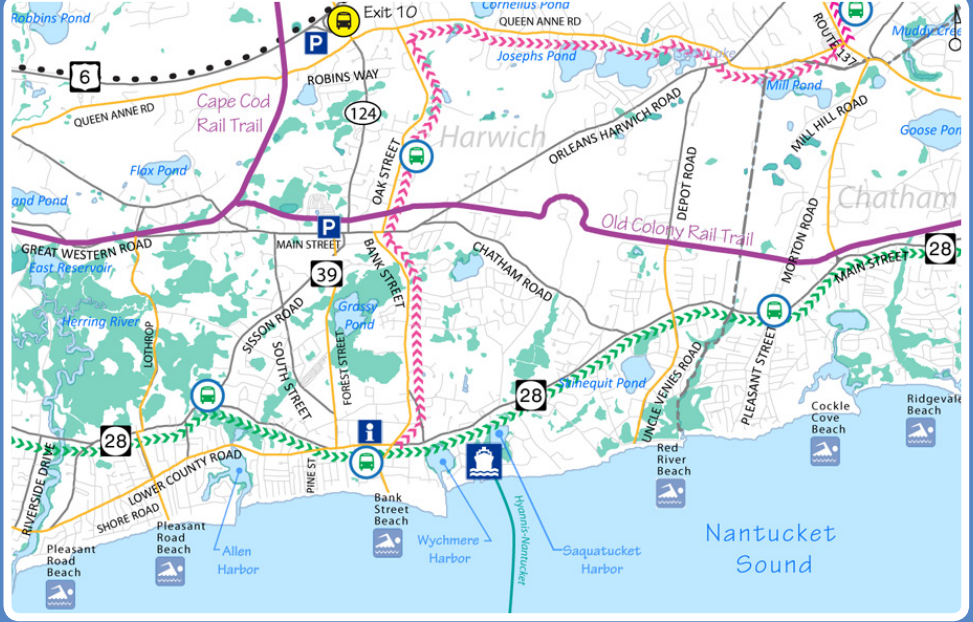 Robbins Pond
Exit 10
Cornelius Pond
QUEEN ANNE RD
ROUTE 137
Muddy Cree
P
6
ROBINS WAY
Josephs Pond
Lake
Mill Pond
QUEEN ANNE RD
Cape Cod
Rail Trail
124
Harwich
ORLEANS HARWICH ROAD
MILL HILL ROAD
Goose Pon
Flax Pond
OAK STREET
DEPOT ROAD
and Pond
Chatham
P
Old Colony Rail Trail
MORTON ROAD
GREAT WESTERN ROAD
MAIN STREET
BANK STREET
CHATHAM ROAD
MAIN STREET
28
East Reservoir
39
Grassy
Pond
Herring River
SISSON ROAD
LOTHROP
SOUTH STREET
FOREST STREET
28
Pond
UNCLE VENIES ROAD
PLEASANT STREET
Cockle
Cove
Beach
Ridgevale
Beach
28
i
RIVERSIDE DRIVE
LOWER COUNTY ROAD
PINE ST
Red
River
Beach
SHORE ROAD
Bank
Street
Beach
Hyannis-Nantucket
Pleasant
Road
Beach
Pleasant
Road
Beach
Allen
Harbor
Wychmere
Harbor
Saquatucket
Harbor
Nantucket
Sound